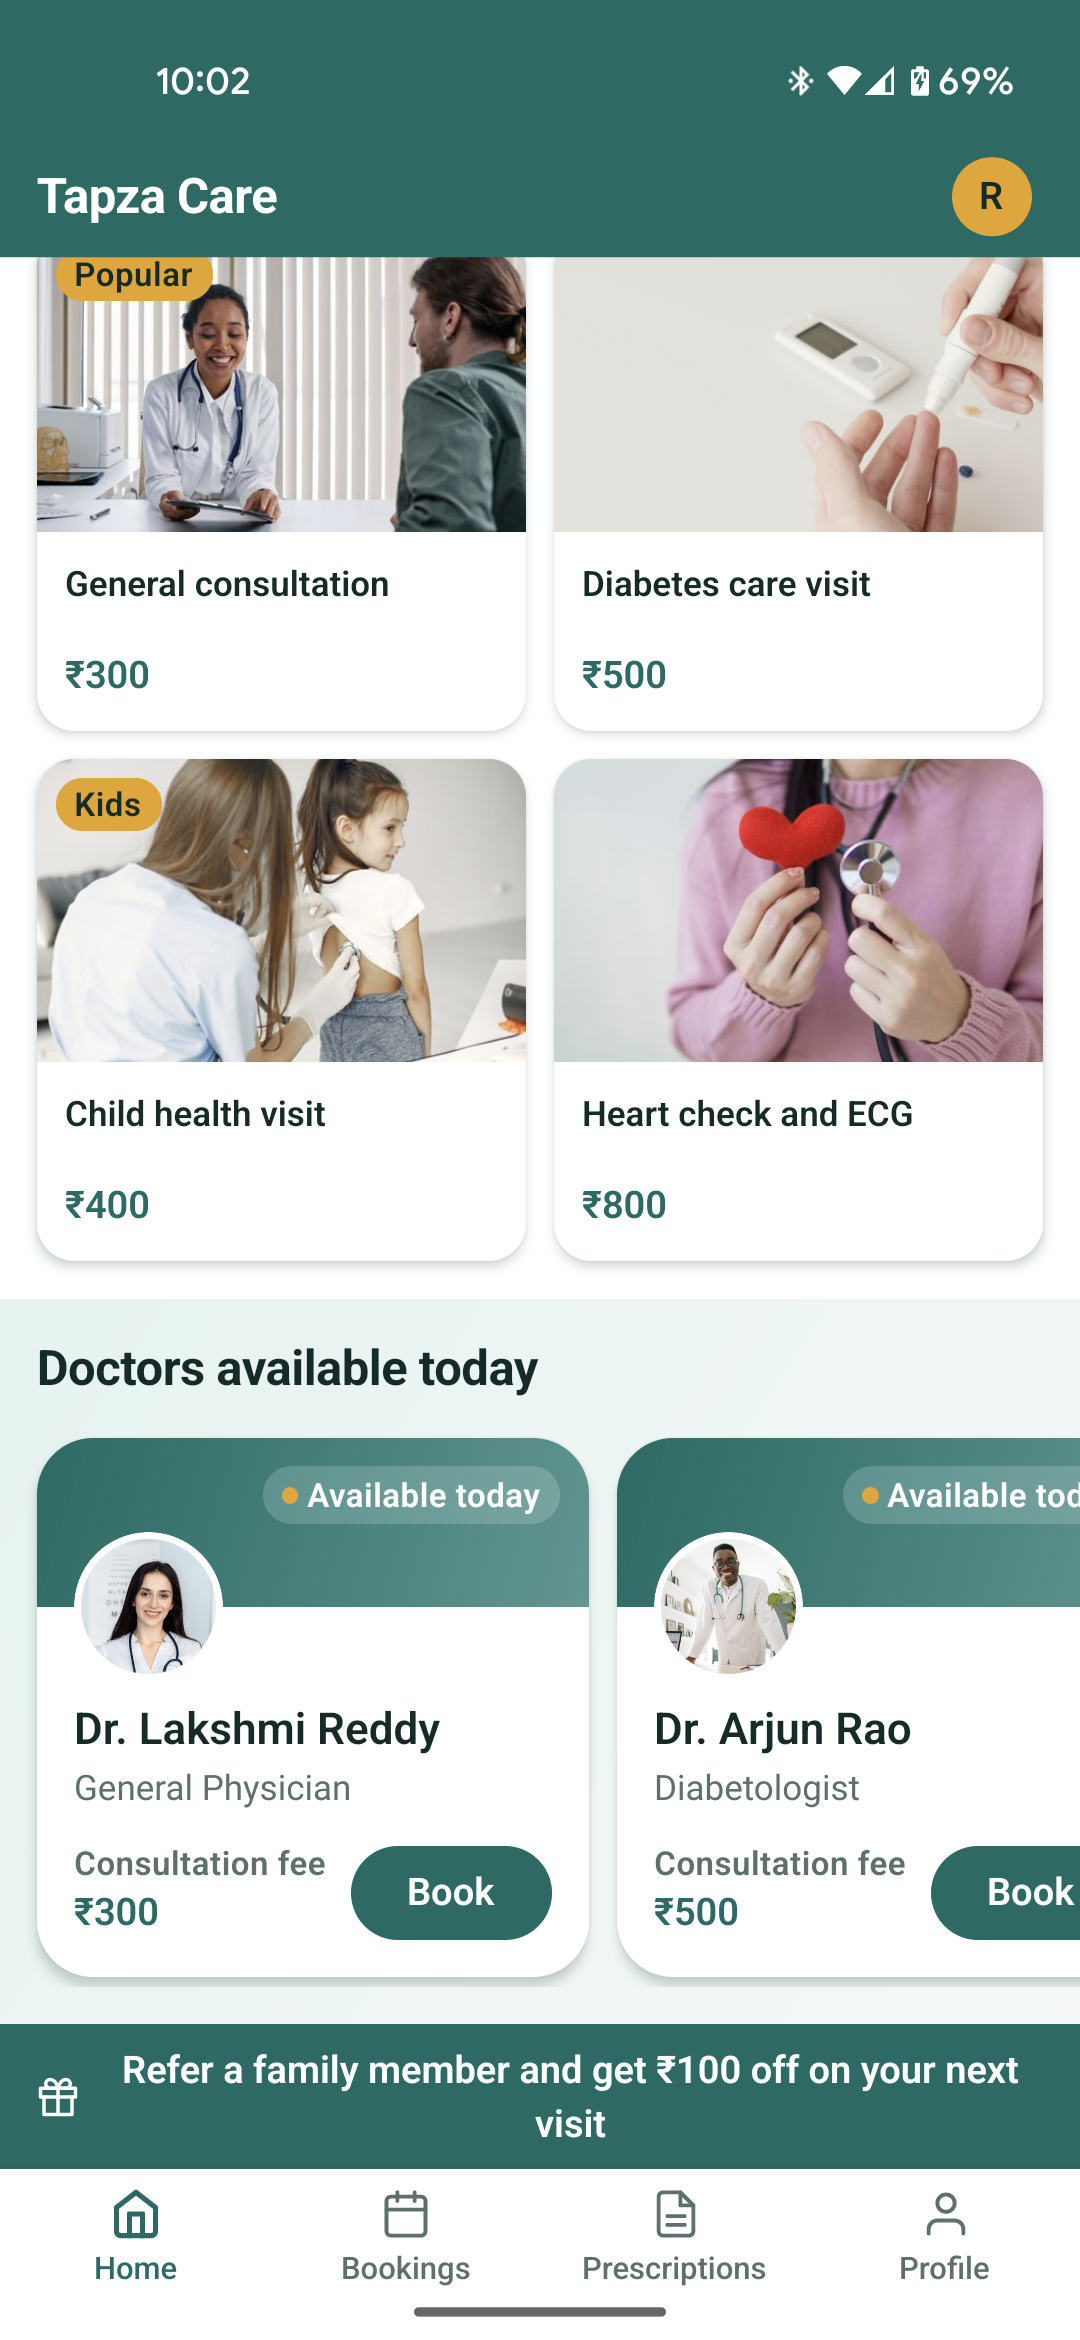 10:02
69%
Tapza Care
R
Popular
General consultation
₹300
Diabetes care visit
₹500
Kids
Child health visit
₹400
Heart check and ECG
₹800
Doctors available today
Available today
Dr. Lakshmi Reddy
General Physician
Consultation fee
₹300
Book
Available tod
Dr. Arjun Rao
Diabetologist
Consultation fee
₹500
Book
Refer a family member and get ₹100 off on your next
visit
Home
Bookings
Prescriptions
Profile